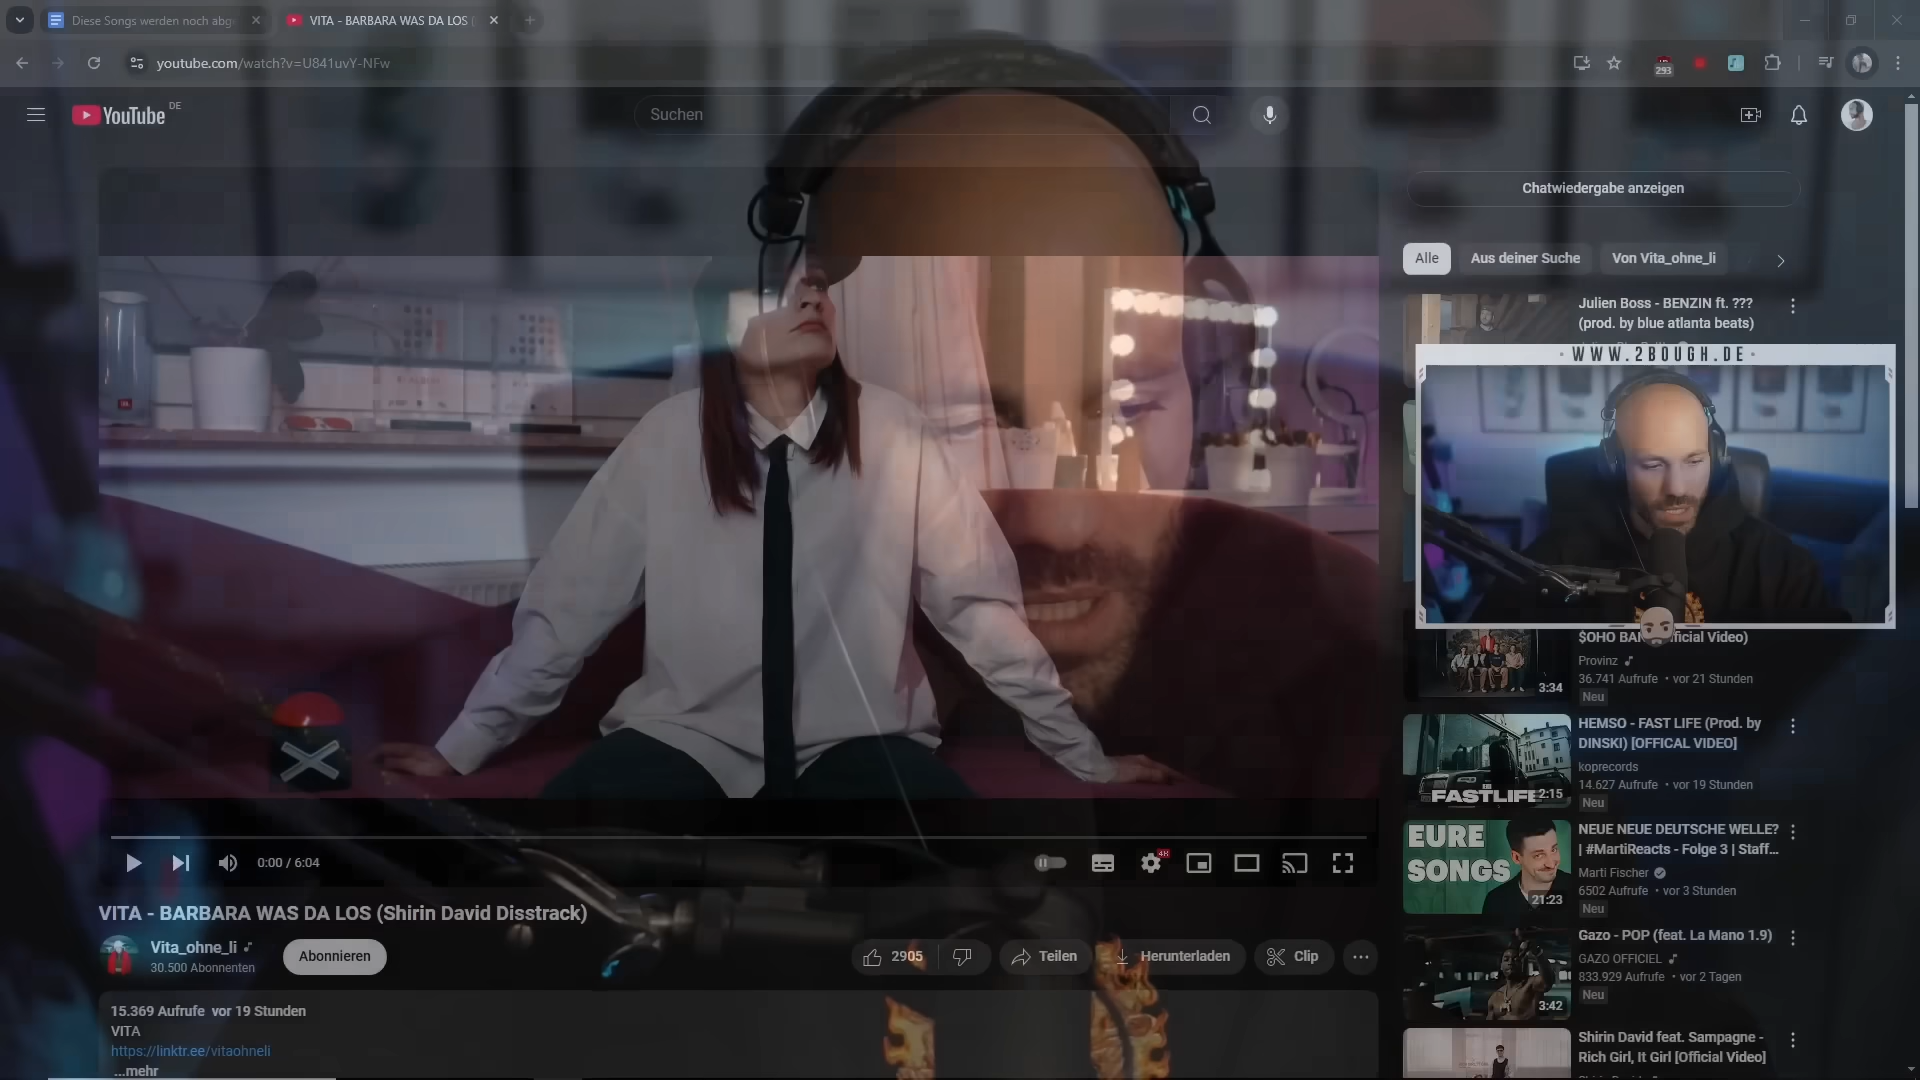 Diese Songs werden noch abg
VITA - BARBARA WAS DA LOS (
youtube.com/watch?v=U841uvY-NFw
293
YouTube DE
Suchen
Chatwiedergabe anzeigen
Alle
Aus deiner Suche
Von Vita_ohne_li
Julien Boss - BENZIN ft. ???
(prod. by blue atlanta beats)
· WWW.2BOUGH.DE ·
$OHO
ficial Video)
Provinz
36.741 Aufrufe • vor 21 Stunden
Neu
3:34
HEMSO - FAST LIFE (Prod. by
DINSKI) [OFFICAL VIDEO]
koprecords
14.627 Aufrufe • vor 19 Stunden
Neu
FASTLIFE
2:15
NEUE NEUE DEUTSCHE WELLE?
| #MartiReacts - Folge 3 | Staff...
Marti Fischer
6502 Aufrufe • vor 3 Stunden
Neu
EURE
SONGS
21:23
Gazo - POP (feat. La Mano 1.9)
GAZO OFFICIEL
833.929 Aufrufe • vor 2 Tagen
Neu
3:42
Shirin David feat. Sampagne -
Rich Girl, It Girl [Official Video]
0:00 / 6:04
4K
VITA - BARBARA WAS DA LOS (Shirin David Disstrack)
Vita_ohne_li
30.500 Abonnenten
Abonnieren
2905
Teilen
Herunterladen
Clip
15.369 Aufrufe vor 19 Stunden
VITA
https://linktr.ee/vitaohneli
...mehr